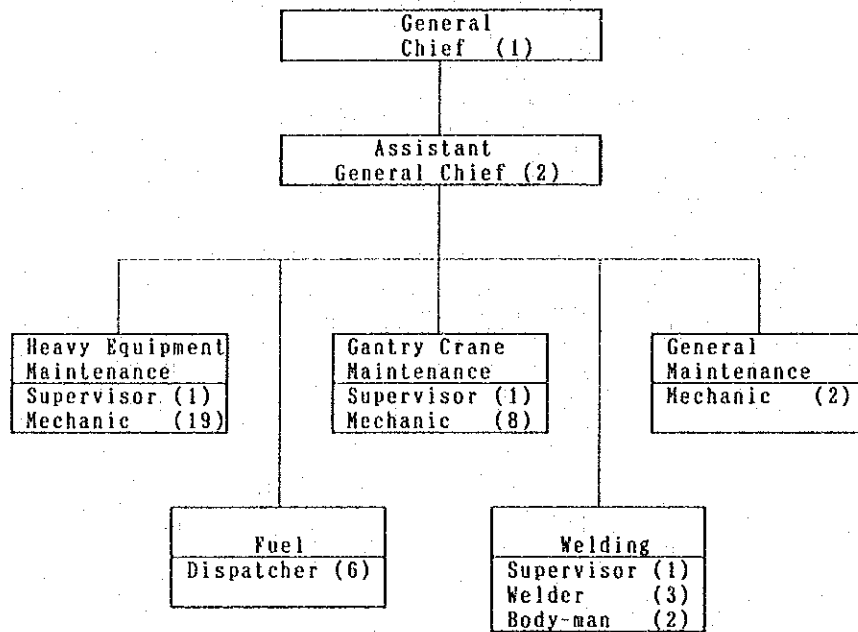 General
Chief (1)
Assistant
General Chief (2)
Heavy Equipment
Maintenance
Supervisor (1)
Mechanic (19)
Gantry Crane
Maintenance
Supervisor (1)
Mechanic (8)
General
Maintenance
Mechanic (2)
Fuel
Dispatcher (6)
Welding
Supervisor (1)
Welder (3)
Body-man (2)